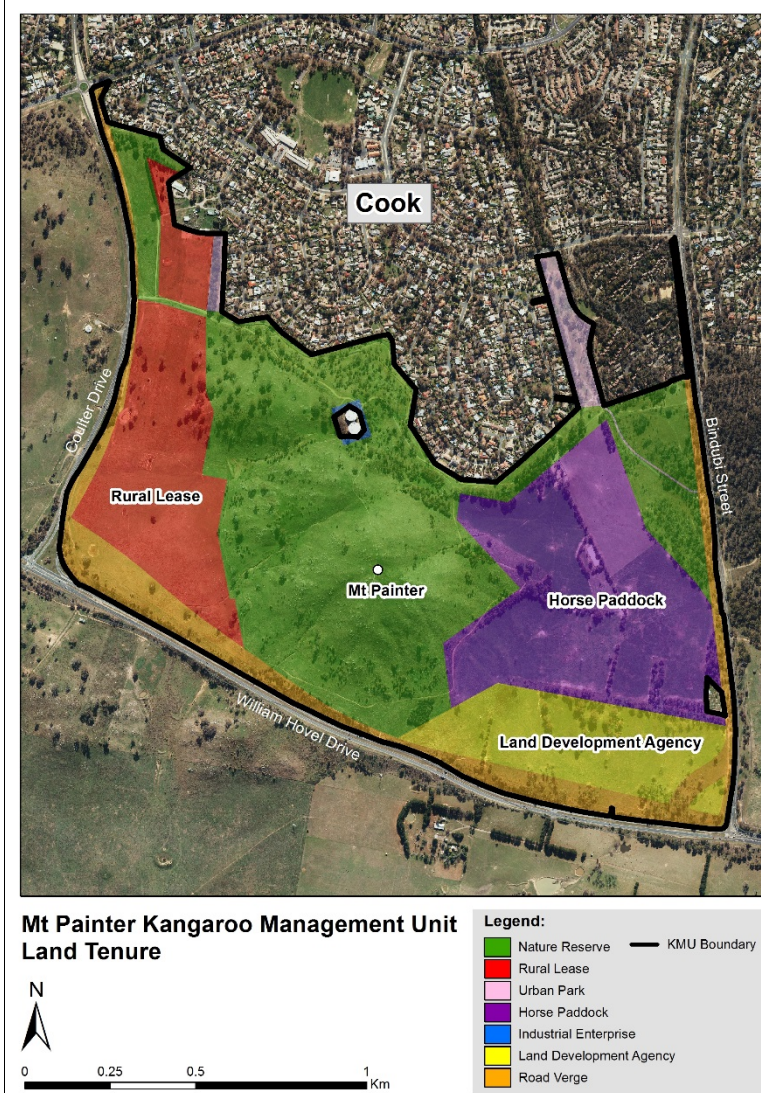 Cook
Coulter Drive
Bindubi Street
Rural Lease
Mt Painter
Horse Paddock
William Hovel Drive
Land Development Agency
Mt Painter Kangaroo Management Unit
Land Tenure
N
0 0.25 0.5 1
Km
Legend:
Nature Reserve KMU Boundary
Rural Lease
Urban Park
Horse Paddock
Industrial Enterprise
Land Development Agency
Road Verge